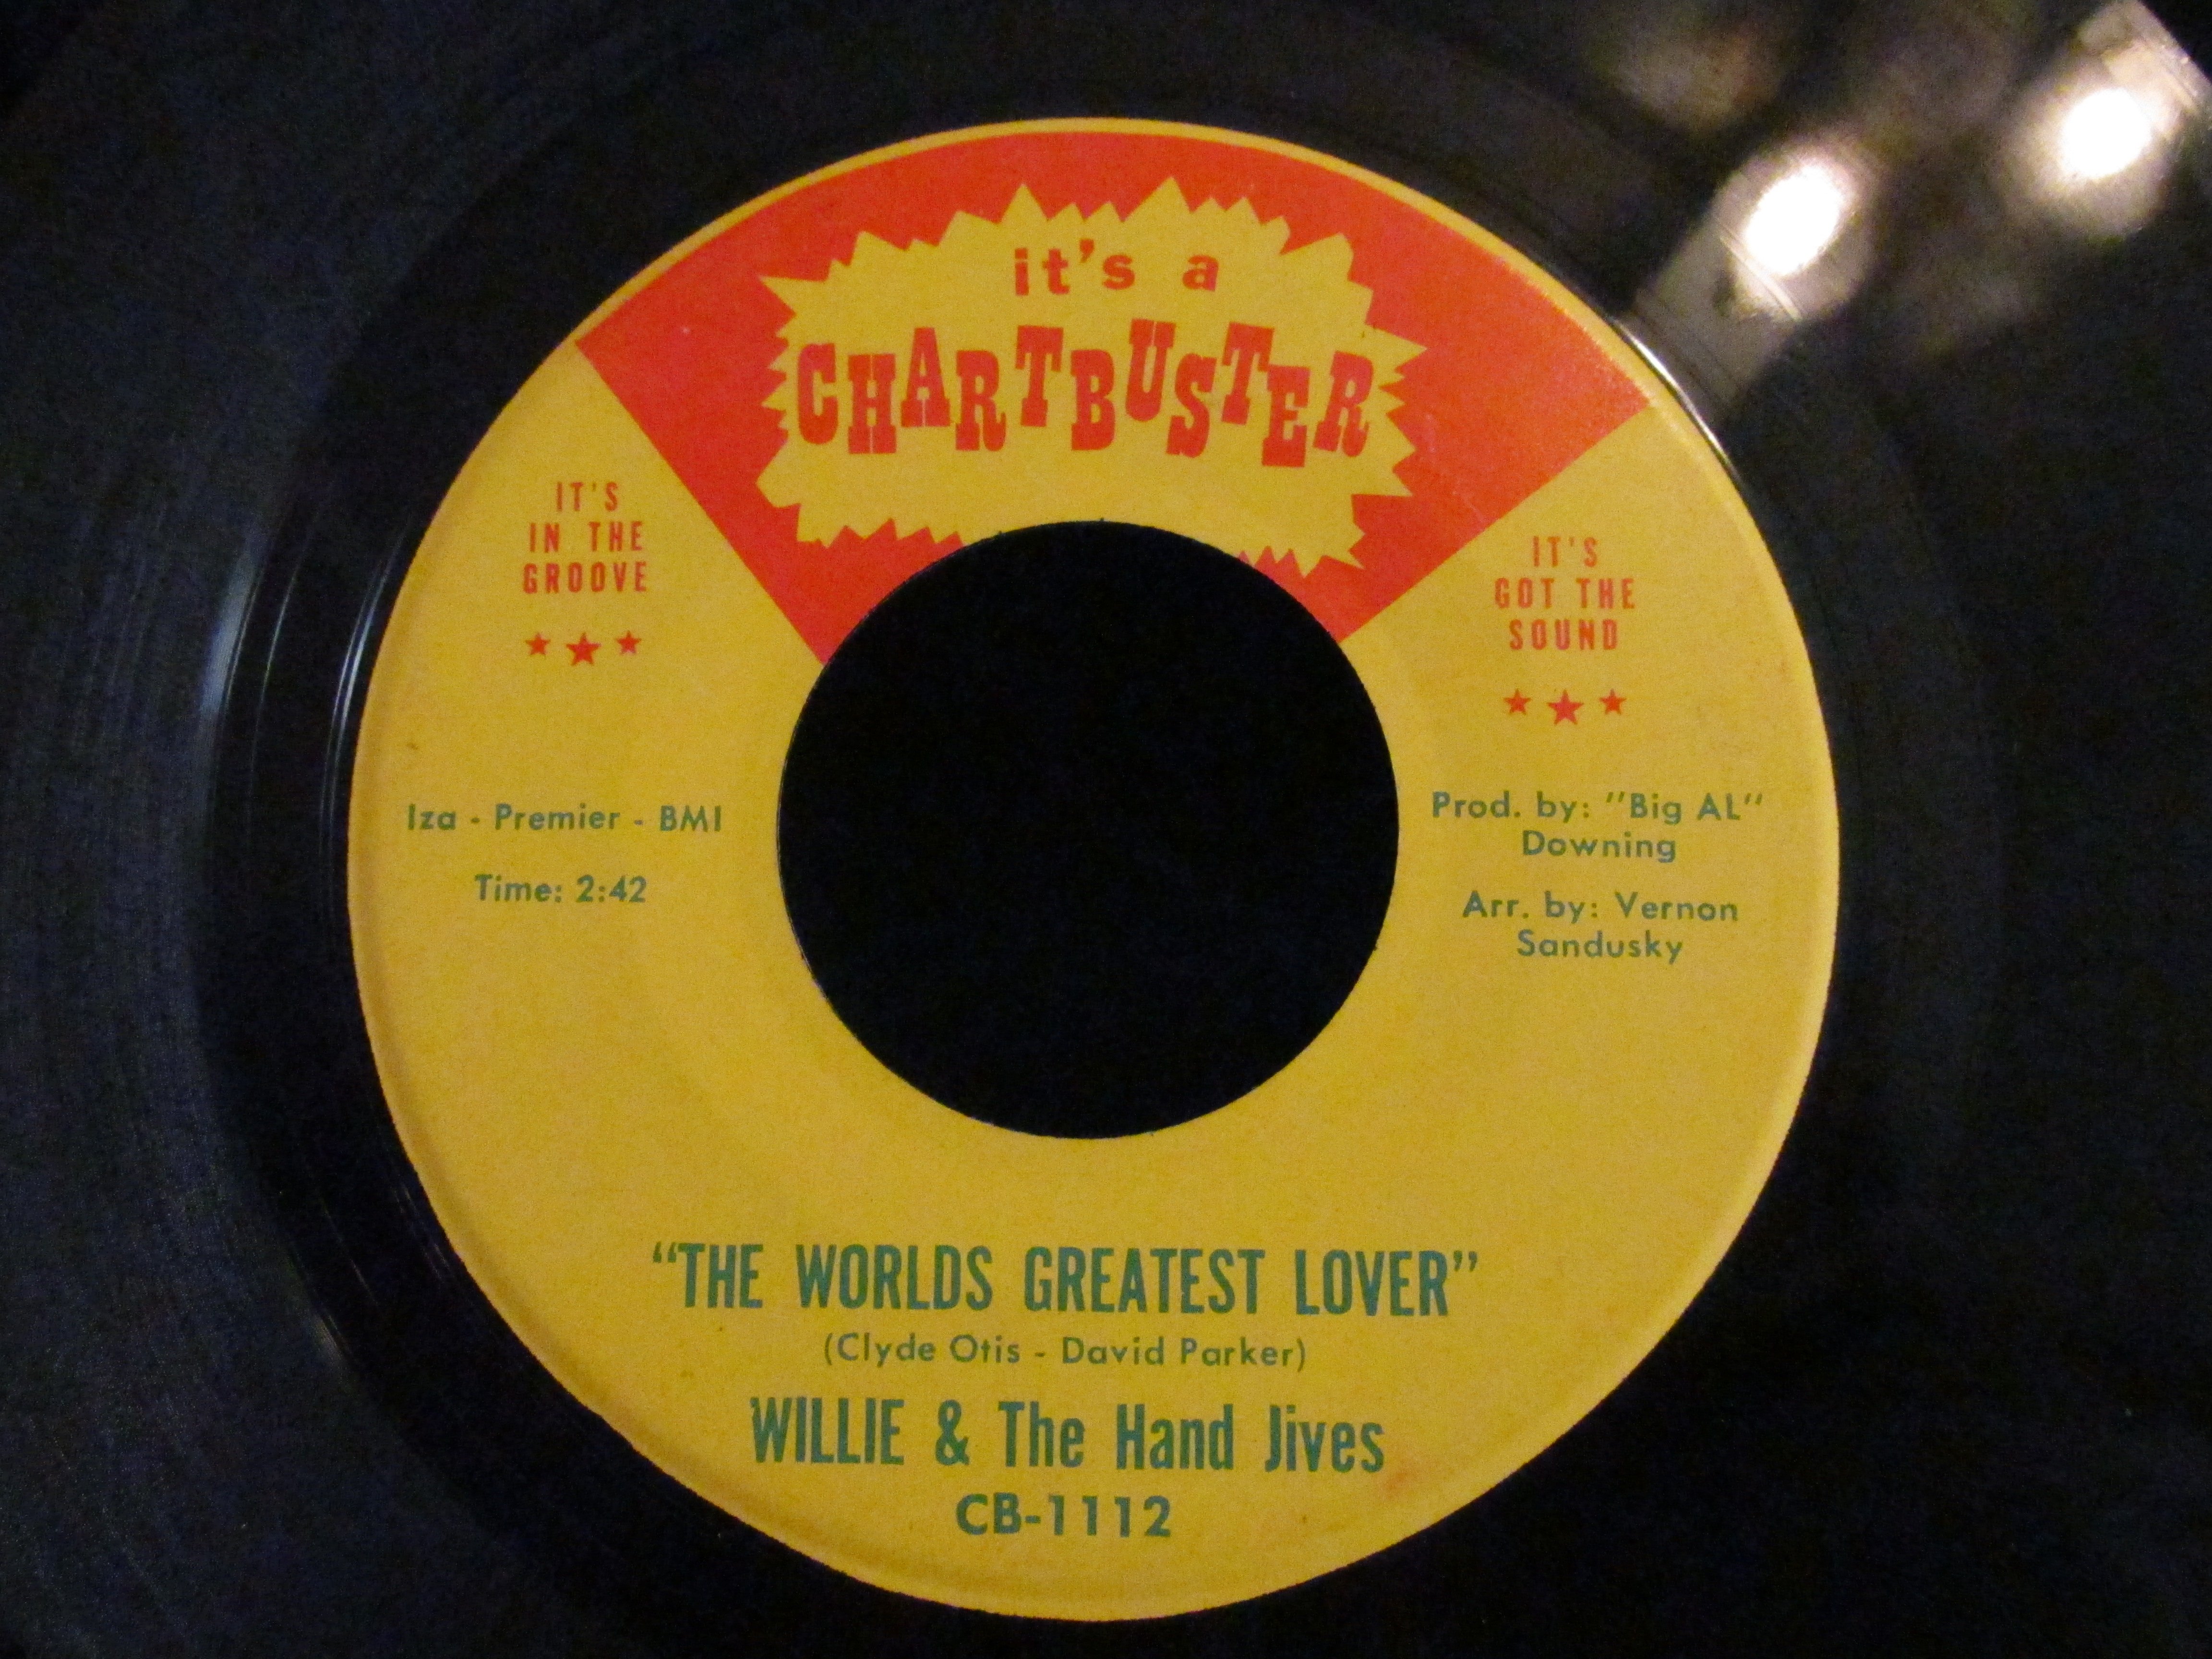 it's a
CHARTBUSTER
IT'S
IN THE
GROOVE
IT'S
GOT THE
SOUND
Iza - Premier - BMI
Time: 2:42
Prod. by: "Big AL"
Downing
Arr. by: Vernon
Sandusky
"THE WORLDS GREATEST LOVER"
(Clyde Otis - David Parker)
WILLIE & The Hand Jives
CB-1112